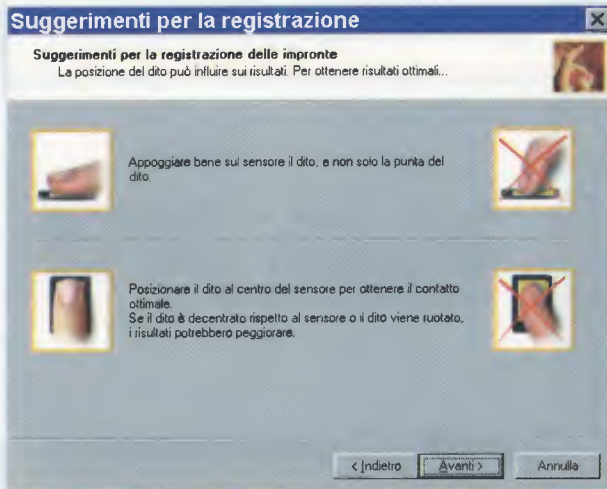 Suggerimenti per la registrazione
Suggerimenti per la registrazione delle impronte
La posizione del dito può influire sui risultati. Per ottenere risultati ottimali...
Appoggiare bene sul sensore il dito, e non solo la punta del
dito.
Posizionare il dito al centro del sensore per ottenere il contatto
ottimale.
Se il dito è decentrato rispetto al sensore o il dito viene ruotato,
i risultati potrebbero peggiorare.
< Indietro Avanti > Annulla